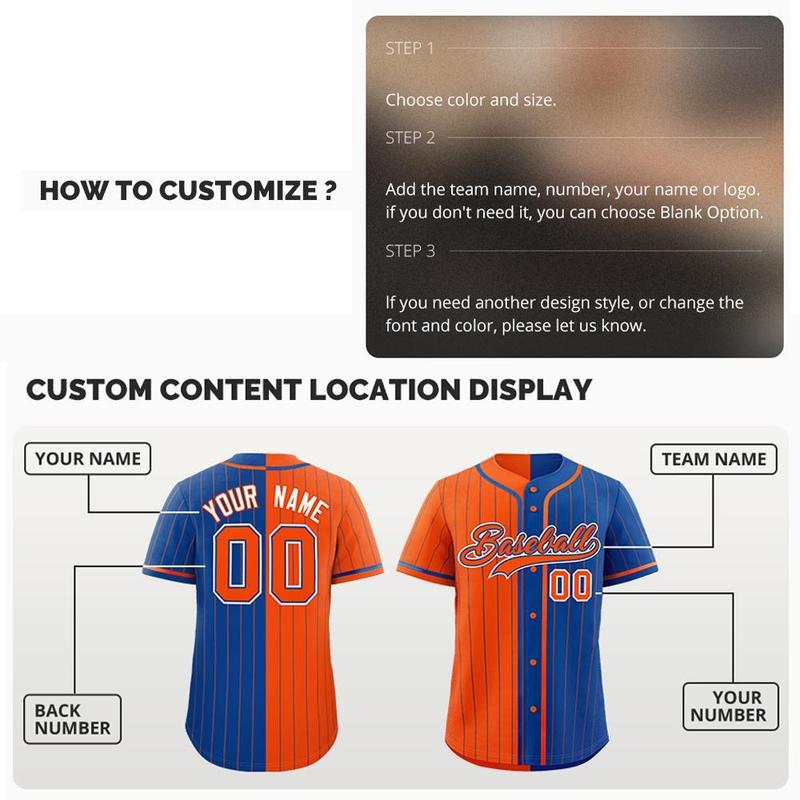 HOW TO CUSTOMIZE ?
STEP 1
Choose color and size.
STEP 2
Add the team name, number, your name or logo.
if you don't need it, you can choose Blank Option.
STEP 3
If you need another design style, or change the
font and color, please let us know.
CUSTOM CONTENT LOCATION DISPLAY
YOUR NAME
BACK
NUMBER
YOUR NAME
00
Baseball
00
TEAM NAME
YOUR
NUMBER